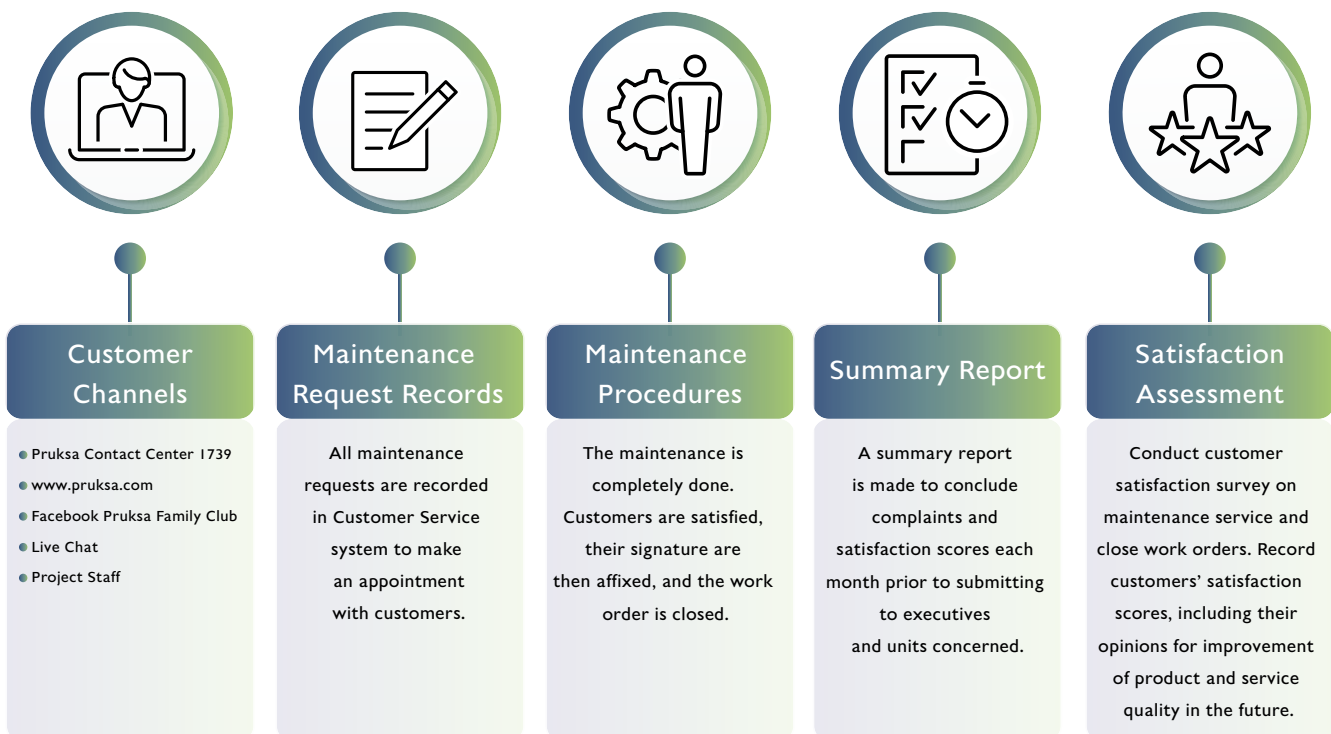 Customer
Channels
Pruksa Contact Center 1739
www.pruksa.com
Facebook Pruksa Family Club
Live Chat
Project Staff
Maintenance
Request Records
All maintenance
requests are recorded
in Customer Service
system to make
an appointment
with customers.
Maintenance
Procedures
The maintenance is
completely done.
Customers are satisfied,
their signature are
then affixed, and the work
order is closed.
Summary Report
A summary report
is made to conclude
complaints and
satisfaction scores each
month prior to submitting
to executives
and units concerned.
Satisfaction
Assessment
Conduct customer
satisfaction survey on
maintenance service and
close work orders. Record
customers’ satisfaction
scores, including their
opinions for improvement
of product and service
quality in the future.